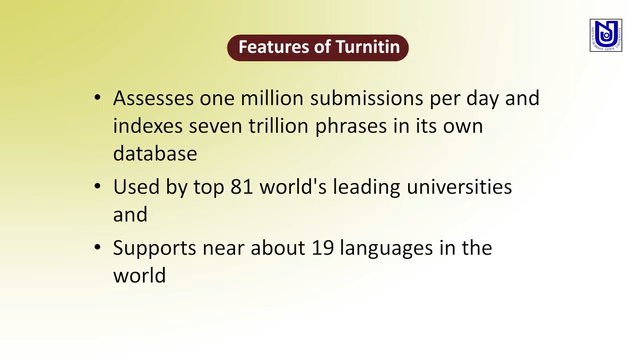 Features of Turnitin
• Assesses one million submissions per day and
indexes seven trillion phrases in its own
database
• Used by top 81 world's leading universities
and
• Supports near about 19 languages in the
world